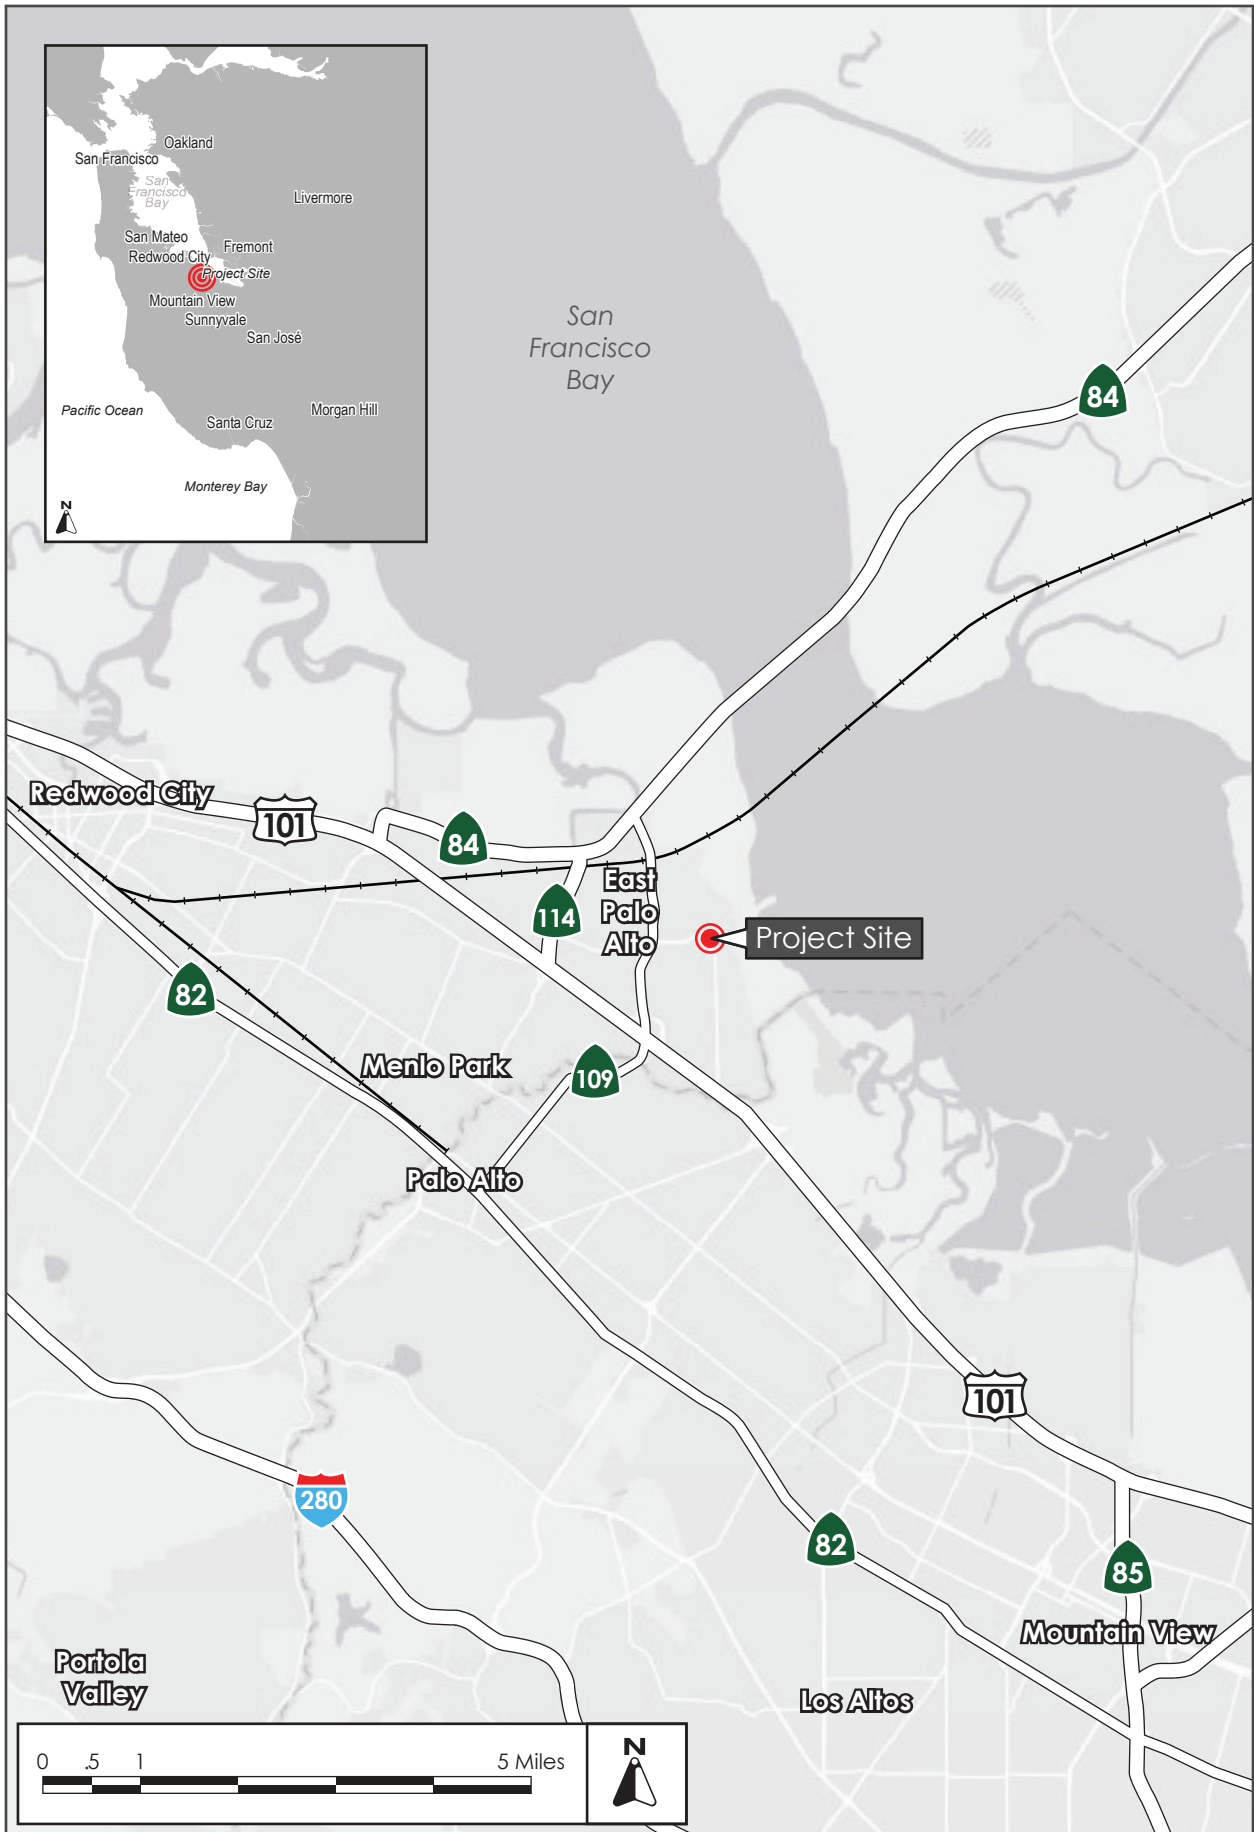 Oakland
San Francisco
San
Francisco
Bay
Livermore
San Mateo
Fremont
Redwood City
Project Site
Mountain View
Sunnyvale
San José
Pacific Ocean
Santa Cruz
Morgan Hill
Monterey Bay
N
San
Francisco
Bay
84
Redwood City
101
84
114
East
Palo
Alto
Project Site
82
Menlo Park
109
Palo Alto
101
280
82
85
Mountain View
Portola
Valley
Los Altos
0 .5 1 5 Miles
N